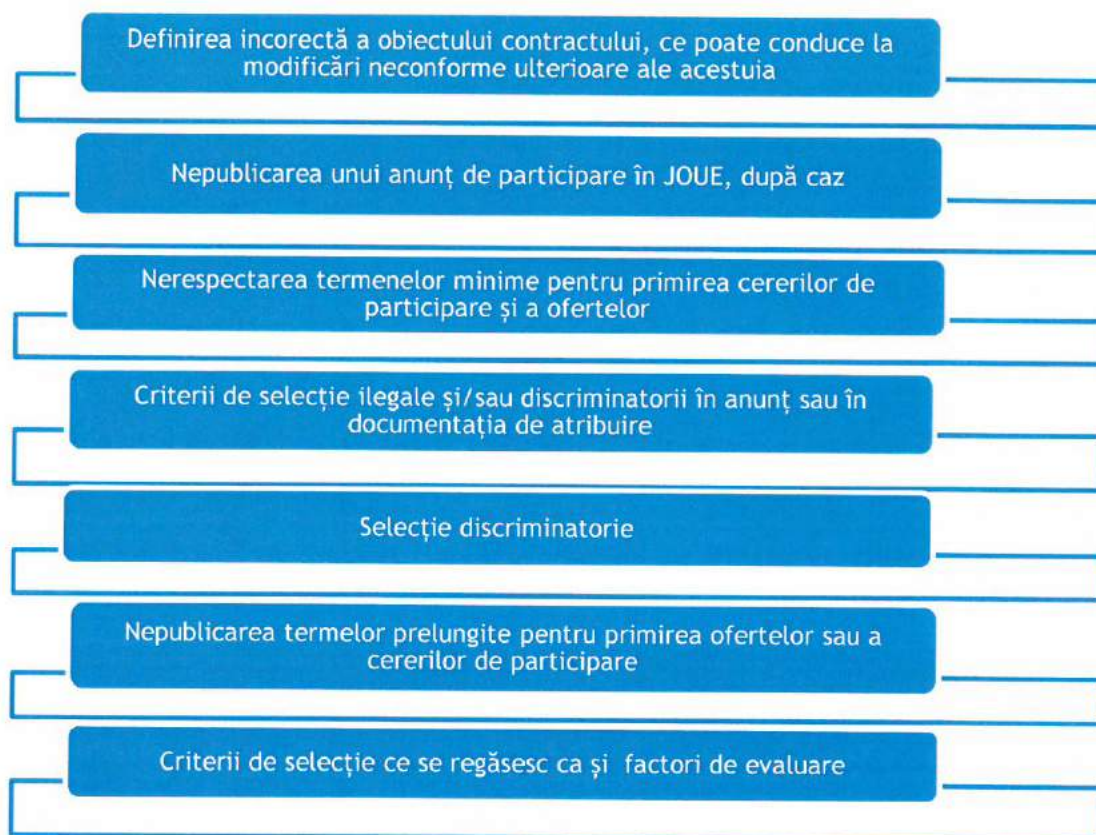 Definirea incorectă a obiectului contractului, ce poate conduce la
modificări neconforme ulterioare ale acestuia
Nepublicarea unui anunț de participare în JOUE, după caz
Nerespectarea termenelor minime pentru primirea cererilor de
participare și a ofertelor
Criterii de selecție ilegale și/sau discriminatorii în anunț sau în
documentația de atribuire
Selecție discriminatorie
Nepublicarea termelor prelungite pentru primirea ofertelor sau a
cererilor de participare
Criterii de selecție ce se regăsesc ca și factori de evaluare